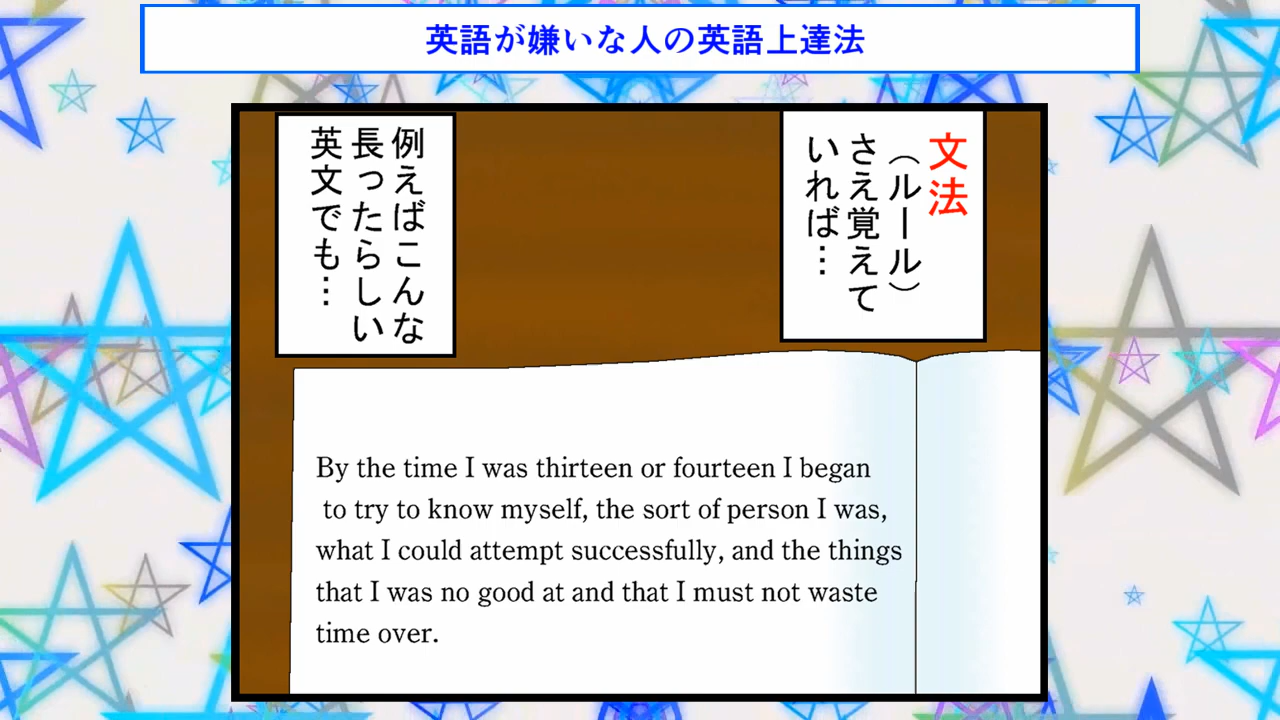 英語が嫌いな人の英語上達法
文法
（ルール）
さえ覚えて
いれば…
例えばこんな
長ったらしい
英文でも…
By the time I was thirteen or fourteen I began
to try to know myself, the sort of person I was,
what I could attempt successfully, and the things
that I was no good at and that I must not waste
time over.